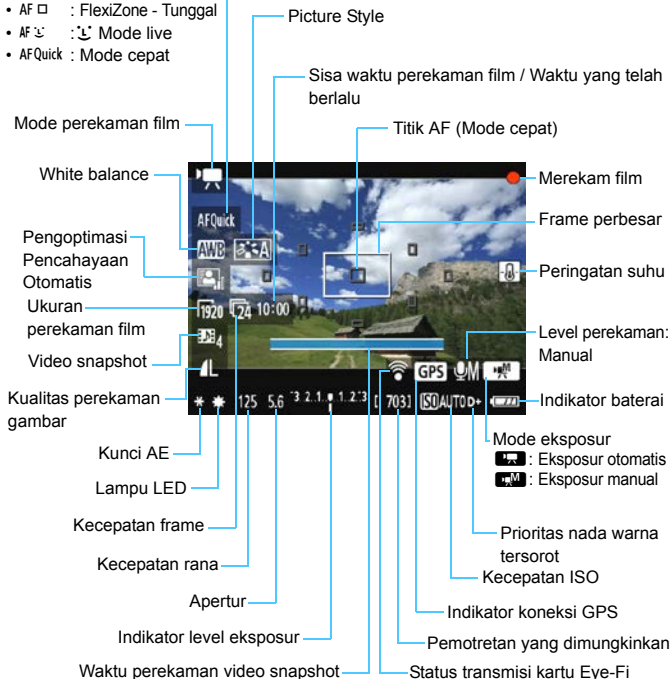 • AF □ : FlexiZone - Tunggal
• AF : Mode live
• AFQuick : Mode cepat
Picture Style
Sisa waktu perekaman film / Waktu yang telah
berlalu
Mode perekaman film
Titik AF (Mode cepat)
White balance
Merekam film
AFQuick
Frame perbesar
Pengoptimasi
Pencahayaan
Otomatis
AWB
A
Peringatan suhu
Ukuran
perekaman film
1920
24
10:00
Level perekaman:
Manual
Video snapshot
4
GPS
M
M
Kualitas perekaman
gambar
L
* 125 5.6 -3..2..1..0..1..2.+3 [ 703] ISO AUTO D+
Indikator baterai
Kunci AE
Mode eksposur
: Eksposur otomatis
M : Eksposur manual
Lampu LED
Kecepatan frame
Prioritas nada warna
tersorot
Kecepatan rana
Kecepatan ISO
Apertur
Indikator koneksi GPS
Indikator level eksposur
Pemotretan yang dimungkinkan
Waktu perekaman video snapshot
Status transmisi kartu Eye-Fi